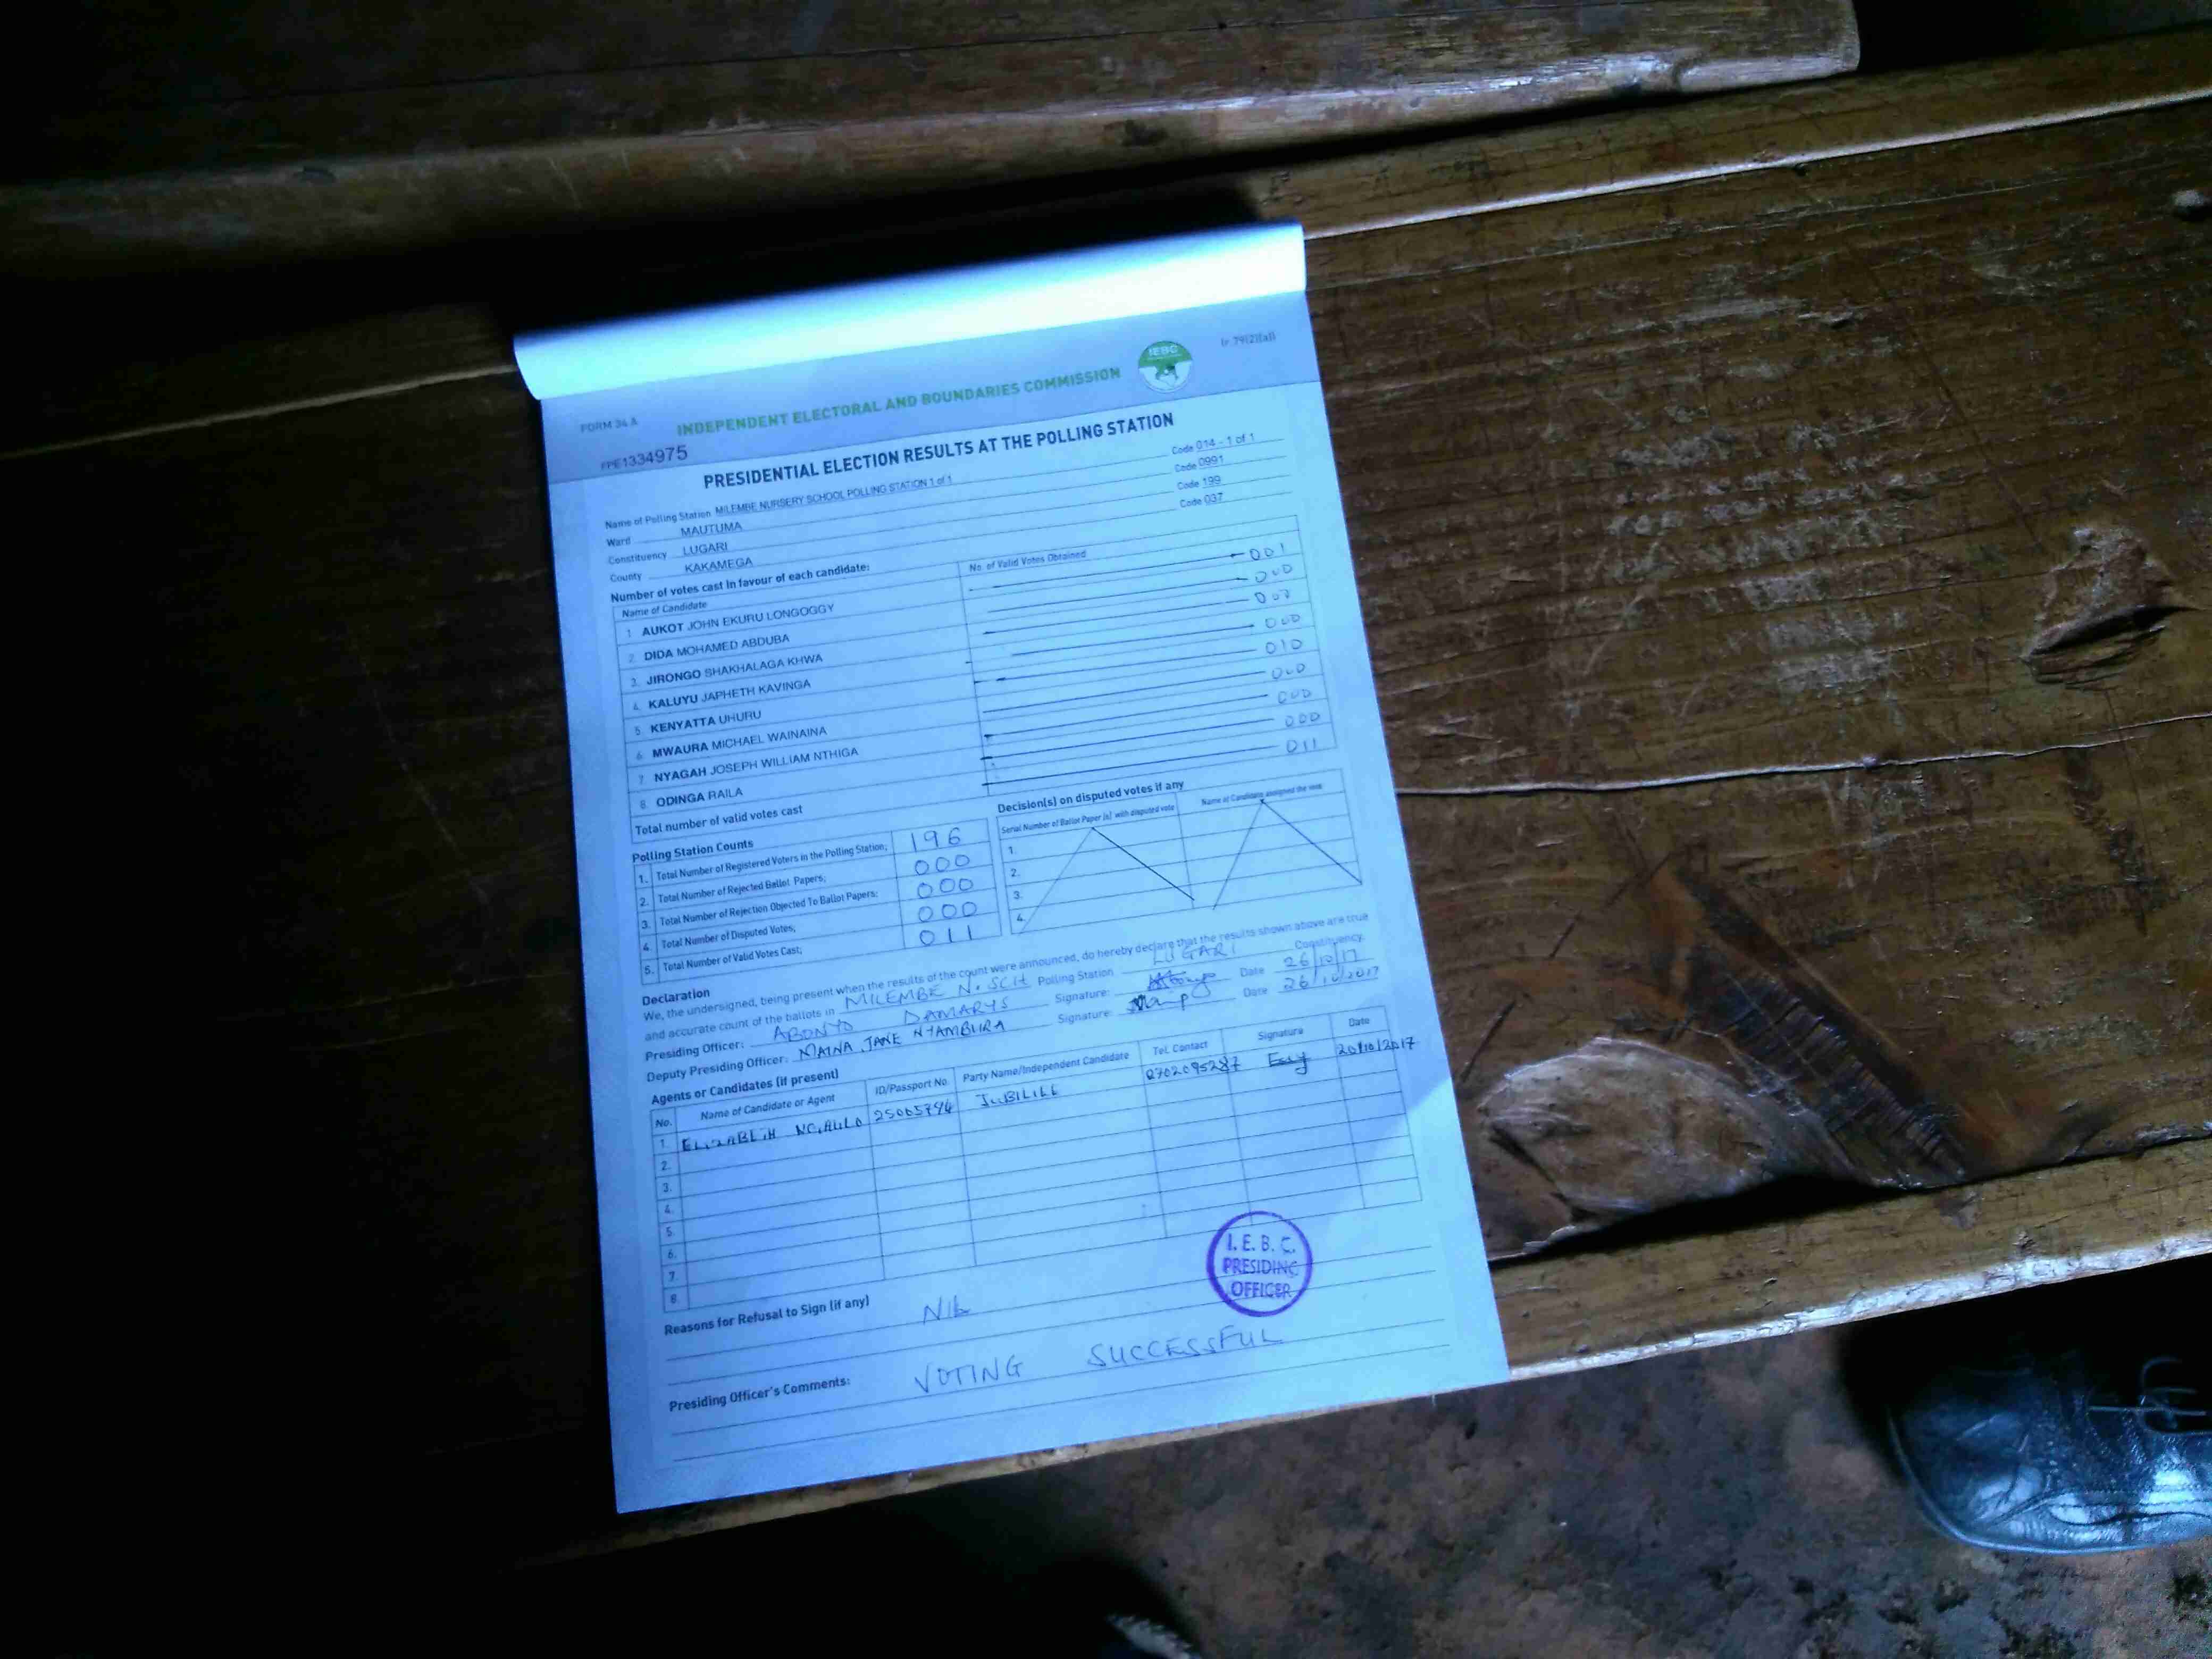 (r. 79(2)(a))
IEBC
FORM 34 A INDEPENDENT ELECTORAL AND BOUNDARIES COMMISSION
FPE1334975
PRESIDENTIAL ELECTION RESULTS AT THE POLLING STATION
Name of Polling Station MILEMBE NURSERY SCHOOL POLLING STATION 1 of 1 Code 014 - 1 of 1
Ward MAUTUMA Code 0991
Constituency LUGARI Code 199
County KAKAMEGA Code 037
Number of votes cast in favour of each candidate:
Name of Candidate No. of Valid Votes Obtained
1. AUKOT JOHN EKURU LONGOGGY 001
2. DIDA MOHAMED ABDUBA 000
3. JIRONGO SHAKHALAGA KHWA
4. KALUYU JAPHETH KAVINGA 000
5. KENYATTA UHURU 010
6. MWAURA MICHAEL WAINAINA 000
7. NYAGAH JOSEPH WILLIAM NTHIGA 000
8. ODINGA RAILA 000
Total number of valid votes cast 011
Polling Station Counts
1. Total Number of Registered Voters in the Polling Station; 196
2. Total Number of Rejected Ballot Papers; 000
3. Total Number of Rejection Objected To Ballot Papers; 000
4. Total Number of Disputed Votes; 000
5. Total Number of Valid Votes Cast; 011
Decision(s) on disputed votes if any
Serial Number of Ballot Paper (s) with disputed vote Name of Candidate assigned the vote
1.
2.
3.
4.
Declaration
We, the undersigned, being present when the results of the count were announced, do hereby declare that the results shown above are true
and accurate count of the ballots in MILEMBE N. SCH Polling Station LUGARI Constituency.
Presiding Officer: ABONYO DAMARYS Signature: Date 26/10/17
Deputy Presiding Officer: MAINA JANE NYAMBURA Signature: Date 26/10/2017
Agents or Candidates (if present)
No. Name of Candidate or Agent ID/Passport No. Party Name/Independent Candidate Tel. Contact Signature Date
1. ELIZABETH 25065794 JUBILEE 0702095287
2.
3.
4.
5.
6.
7.
8.
I.E.B.C.
PRESIDING
OFFICER
Reasons for Refusal to Sign (if any) NIL
Presiding Officer's Comments: VOTING SUCCESSFUL